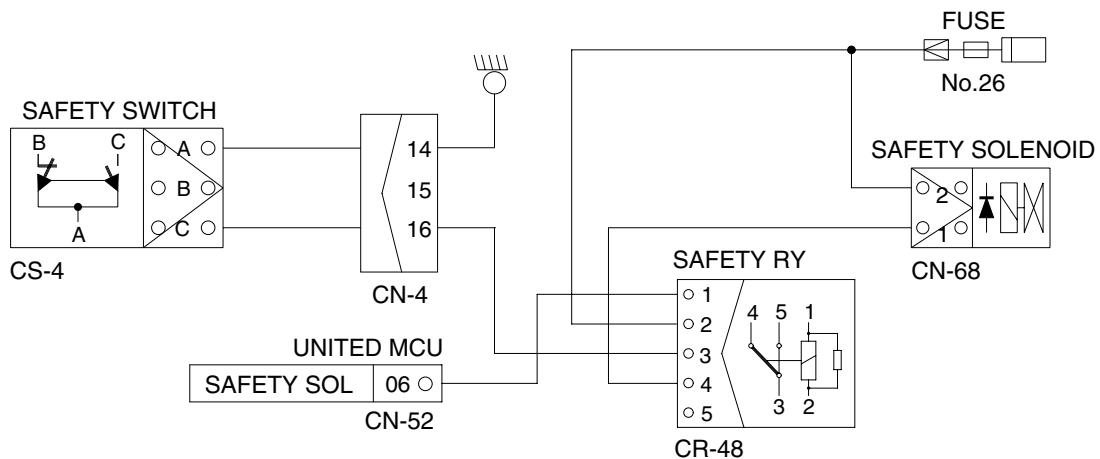 FUSE
No.26
SAFETY SWITCH
B C
A
A
B
C
CS-4
14
15
16
CN-4
SAFETY SOLENOID
2
1
CN-68
SAFETY RY
1
2
3
4
5
4 5 1
3 2
CR-48
UNITED MCU
SAFETY SOL 06
CN-52